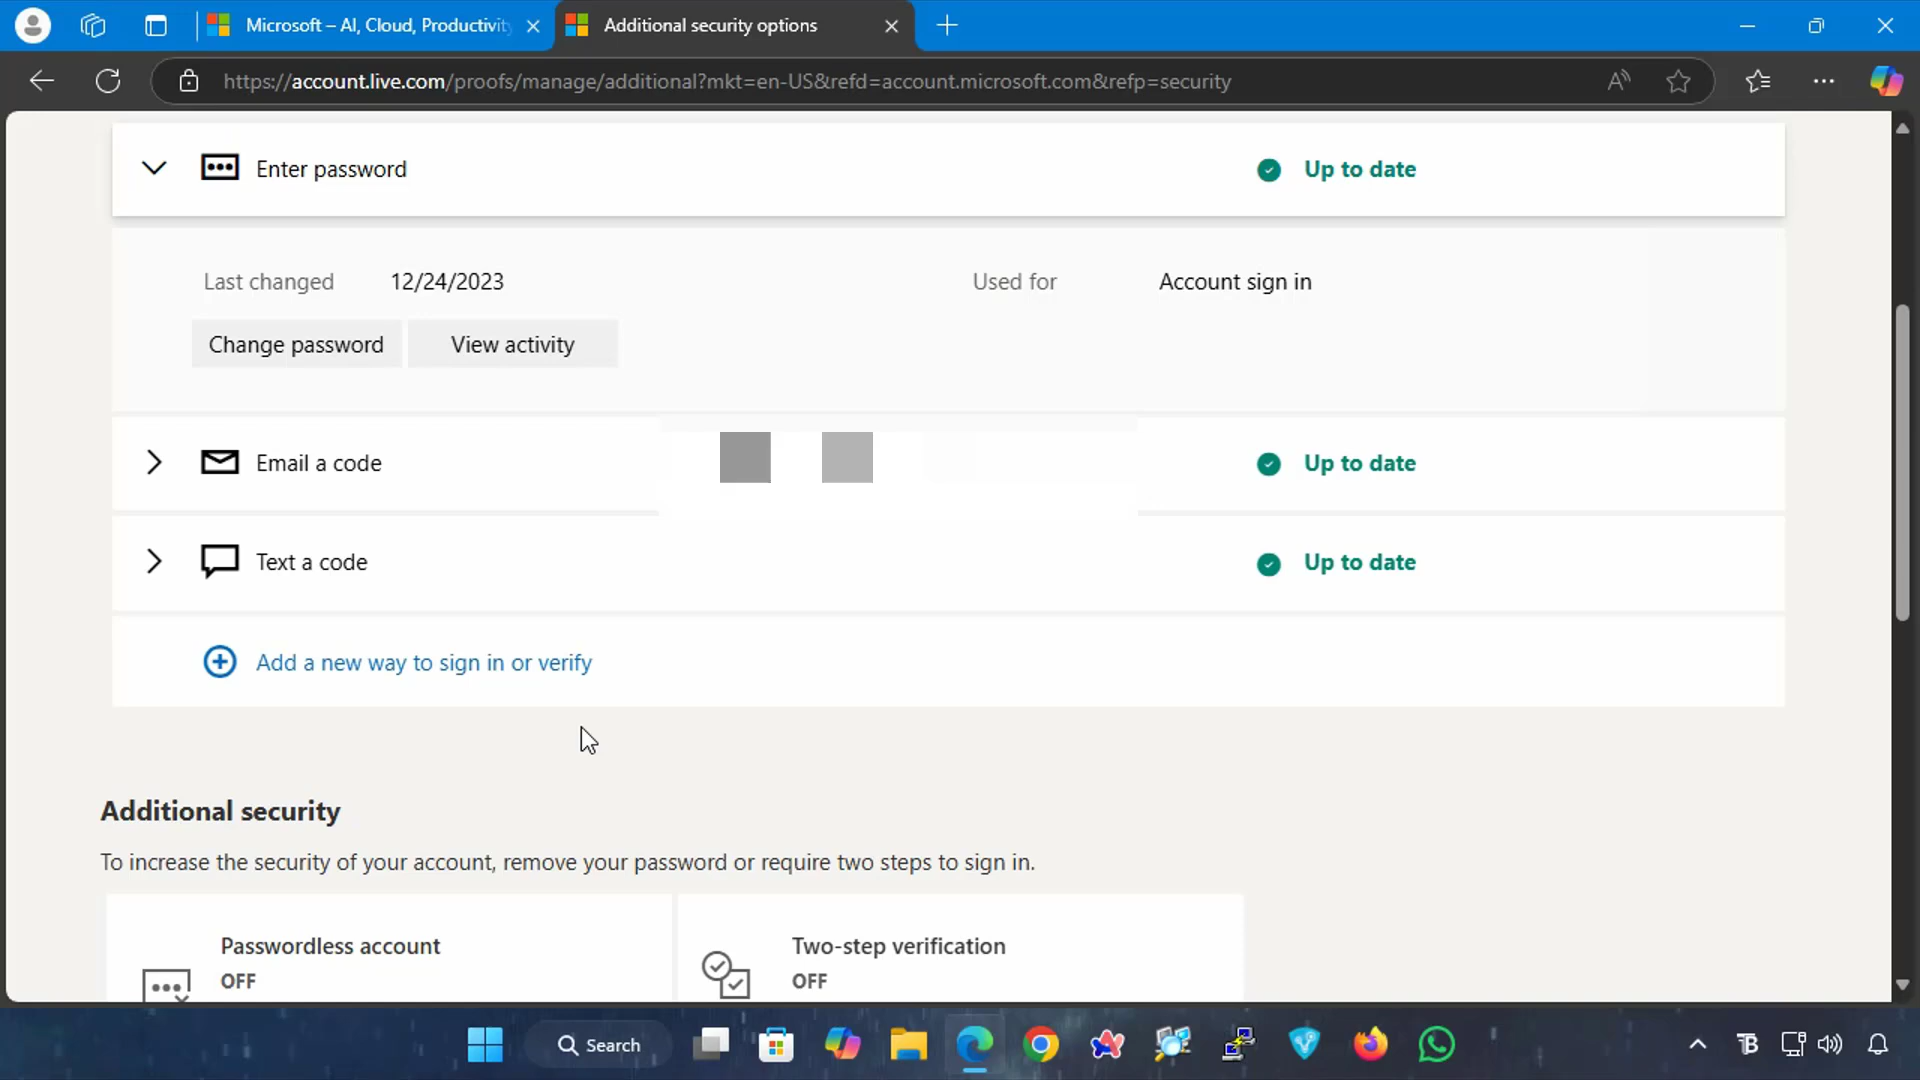 Microsoft – AI, Cloud, Productivity
Additional security options
https://account.live.com/proofs/manage/additional?mkt=en-US&refd=account.microsoft.com&refp=security
Enter password
Up to date
Last changed 12/24/2023
Used for Account sign in
Change password
View activity
Email a code
Up to date
Text a code
Up to date
Add a new way to sign in or verify
Additional security
To increase the security of your account, remove your password or require two steps to sign in.
Passwordless account
OFF
Two-step verification
OFF
Search